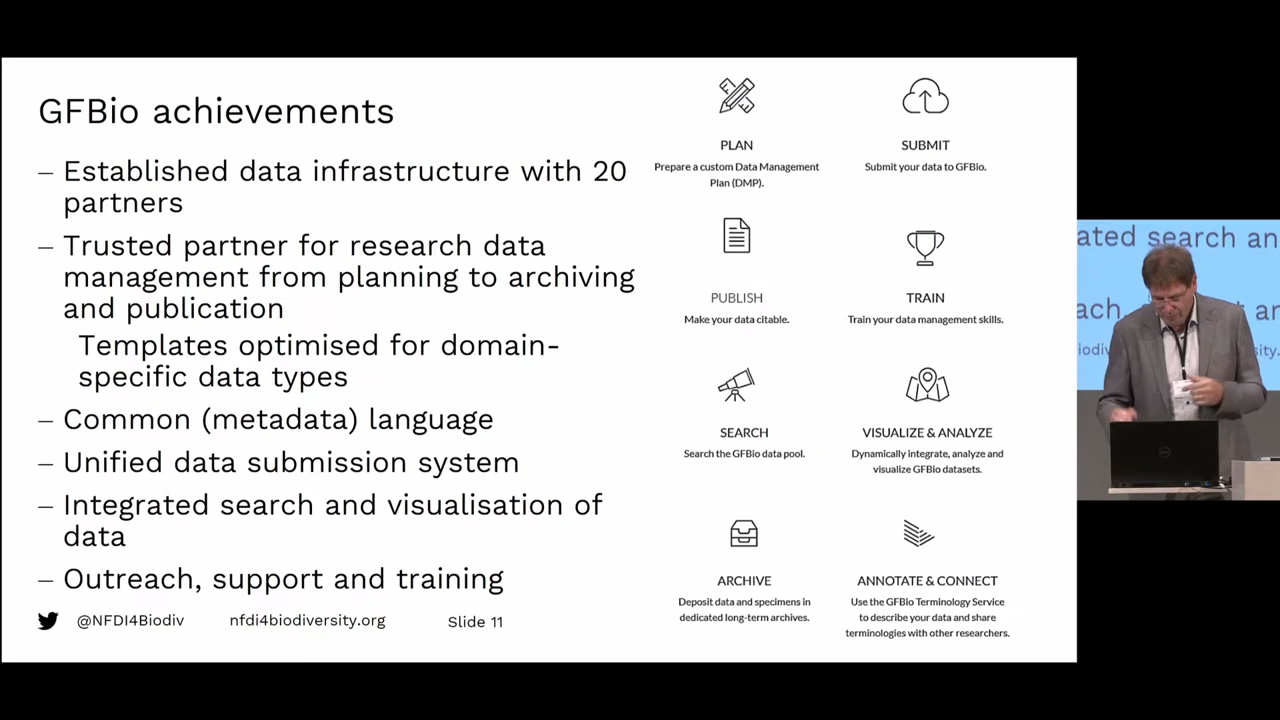 GFBio achievements
– Established data infrastructure with 20
partners
– Trusted partner for research data
management from planning to archiving
and publication
Templates optimised for domain-
specific data types
– Common (metadata) language
– Unified data submission system
– Integrated search and visualisation of
data
– Outreach, support and training
@NFDI4Biodiv nfdi4biodiversity.org Slide 11
PLAN
Prepare a custom Data Management
Plan (DMP).
SUBMIT
Submit your data to GFBio.
PUBLISH
Make your data citable.
TRAIN
Train your data management skills.
SEARCH
Search the GFBio data pool.
VISUALIZE & ANALYZE
Dynamically integrate, analyze and
visualize GFBio datasets.
ARCHIVE
Deposit data and specimens in
dedicated long-term archives.
ANNOTATE & CONNECT
Use the GFBio Terminology Service
to describe your data and share
terminologies with other researchers.
ated search an
ach,